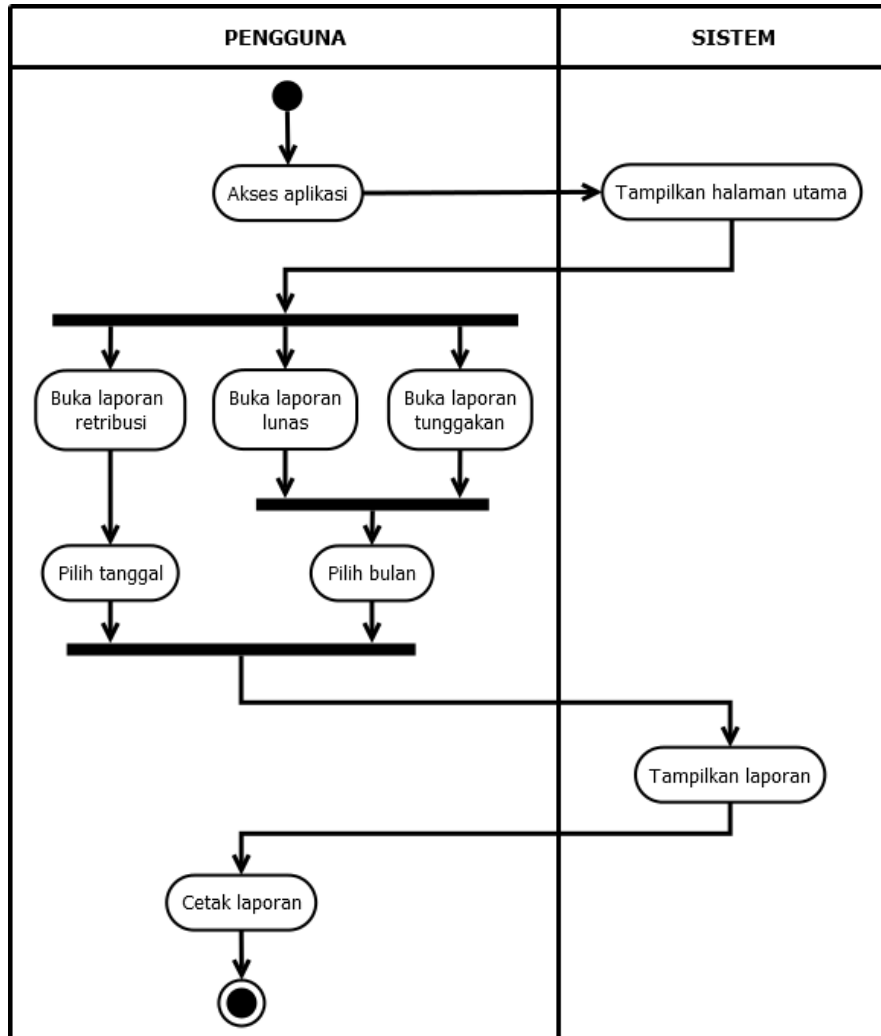 PENGGUNA
SISTEM
Akses aplikasi
Tampilkan halaman utama
Buka laporan
retribusi
Buka laporan
lunas
Buka laporan
tunggakan
Pilih tanggal
Pilih bulan
Tampilkan laporan
Cetak laporan